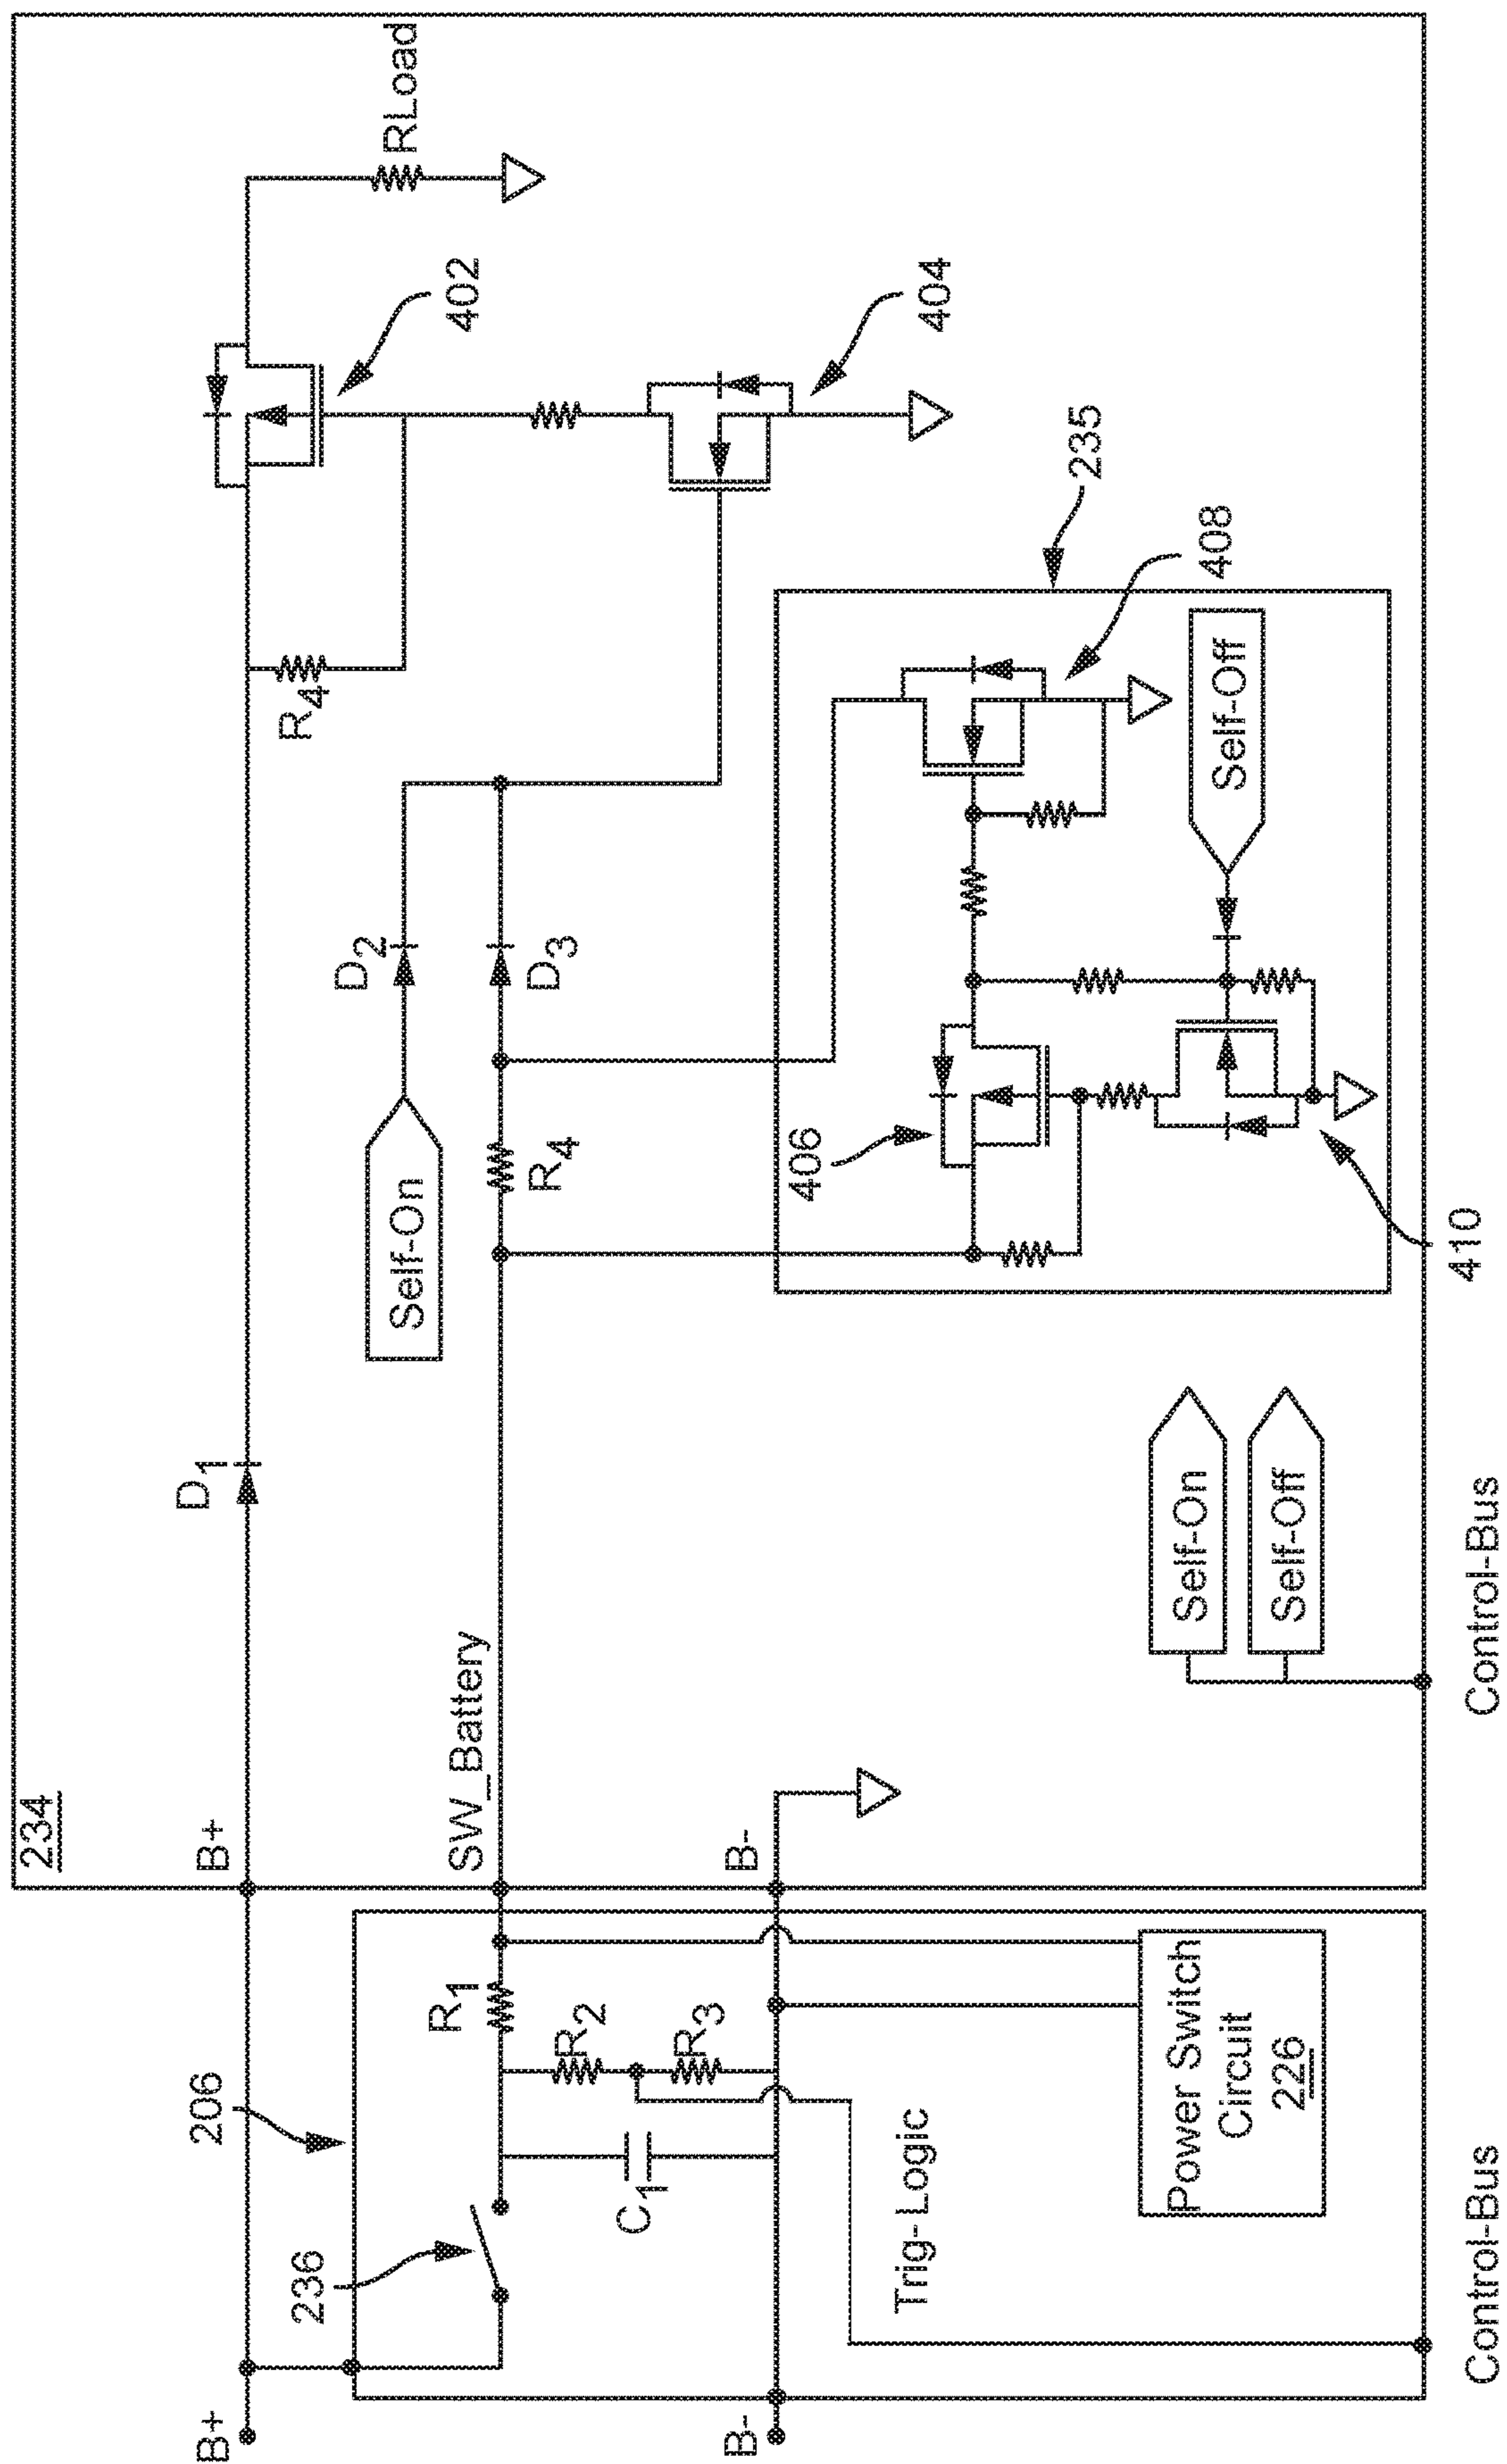 234
B+
B+
D1
R4
402
RLoad
206
236
R1
SW_Battery
Self-On
D2
D3
R4
404
C1
R2
R3
B-
B-
406
235
408
Self-Off
410
Trig-Logic
Power Switch
Circuit
226
Self-On
Self-Off
Control-Bus
Control-Bus